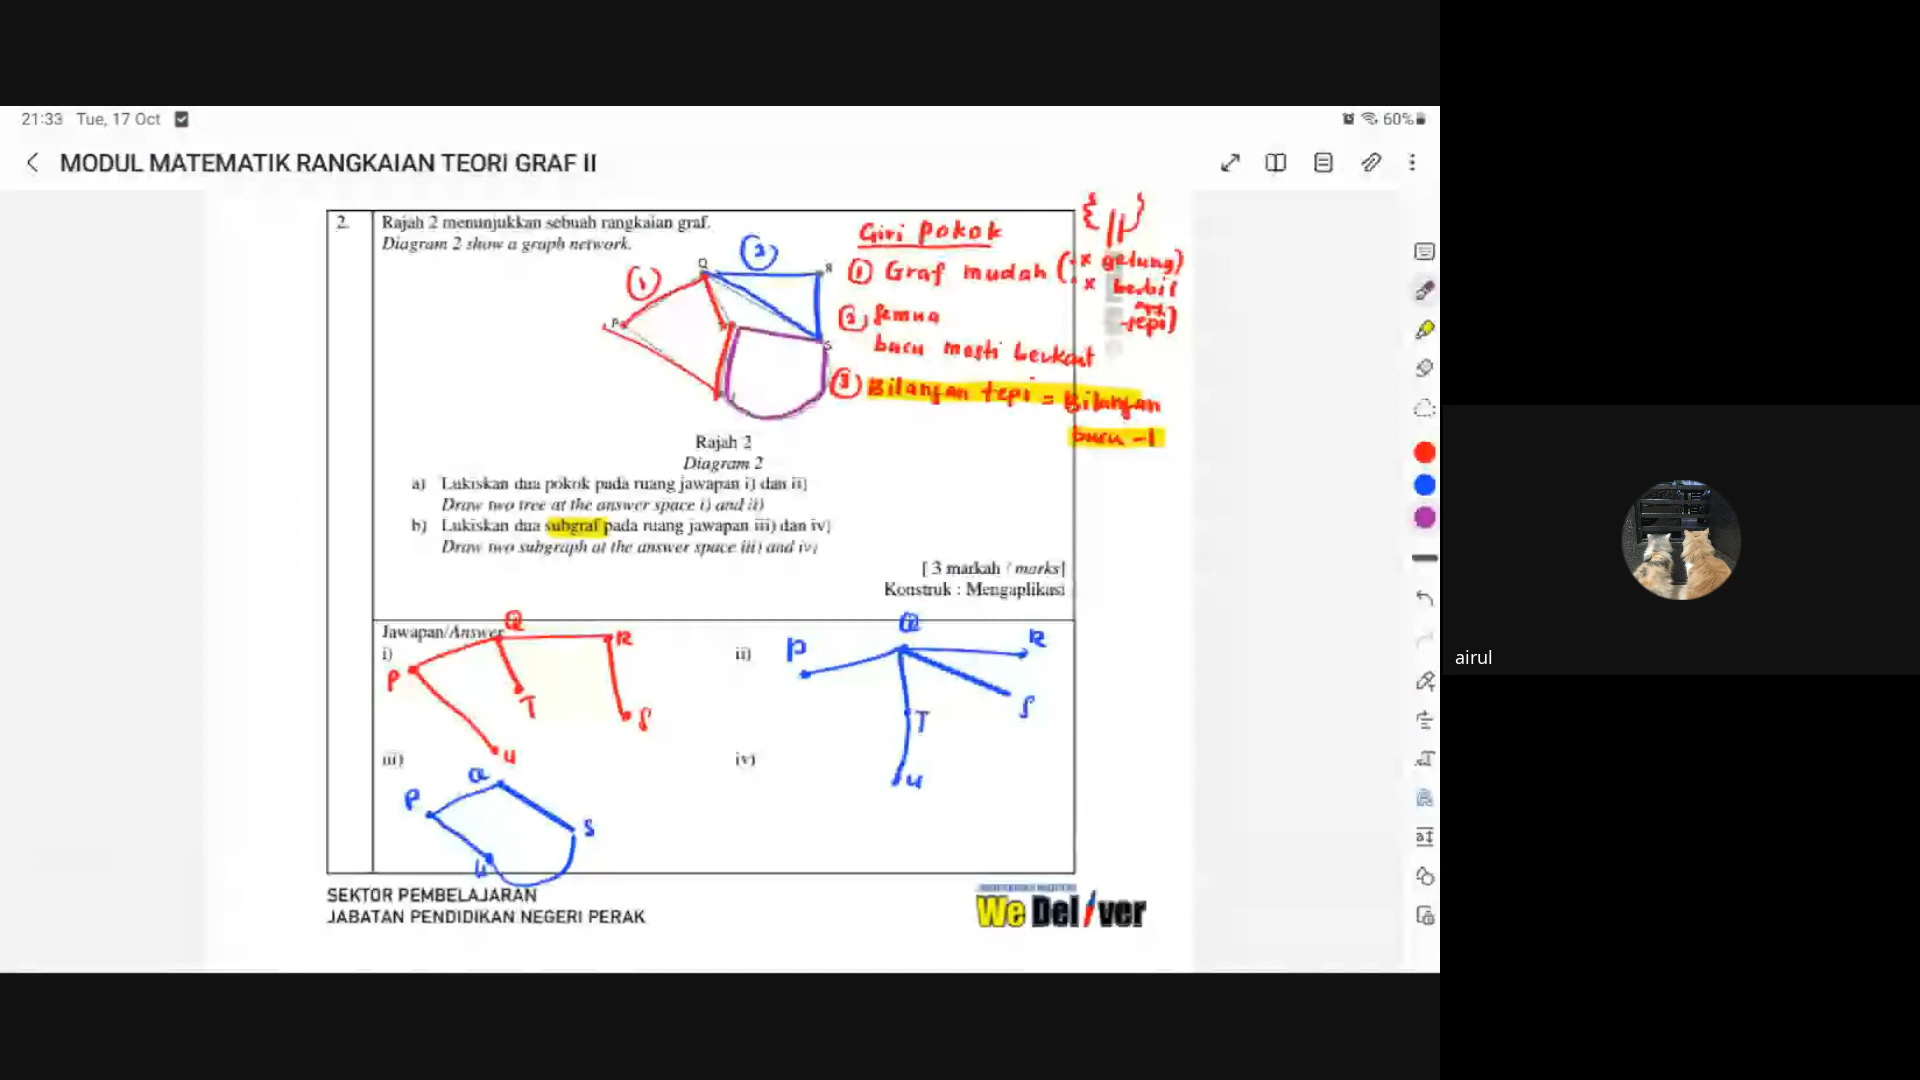 21:33 Tue, 17 Oct
60%
MODUL MATEMATIK RANGKAIAN TEORI GRAF II
2.
Rajah 2 menunjukkan sebuah rangkaian graf.
Diagram 2 show a graph network.
1
2
Q
R
P
S
Ciri pokok
{ }
① Graf mudah (· x gelung)
· x berbil
tepi)
② Semua
bucu mesti berkait
③ Bilangan tepi = Bilangan
bucu -1
Rajah 2
Diagram 2
a) Lukiskan dua pokok pada ruang jawapan i) dan ii)
Draw two tree at the answer space i) and ii)
b) Lukiskan dua subgraf pada ruang jawapan iii) dan iv)
Draw two subgraph at the answer space iii) and iv)
[ 3 markah / marks]
Konstruk : Mengaplikasi
Jawapan/Answer
i)
P
Q
R
T
S
U
ii)
P
Q
R
S
T
U
iii)
P
Q
S
U
iv)
SEKTOR PEMBELAJARAN
JABATAN PENDIDIKAN NEGERI PERAK
We Deliver
airul